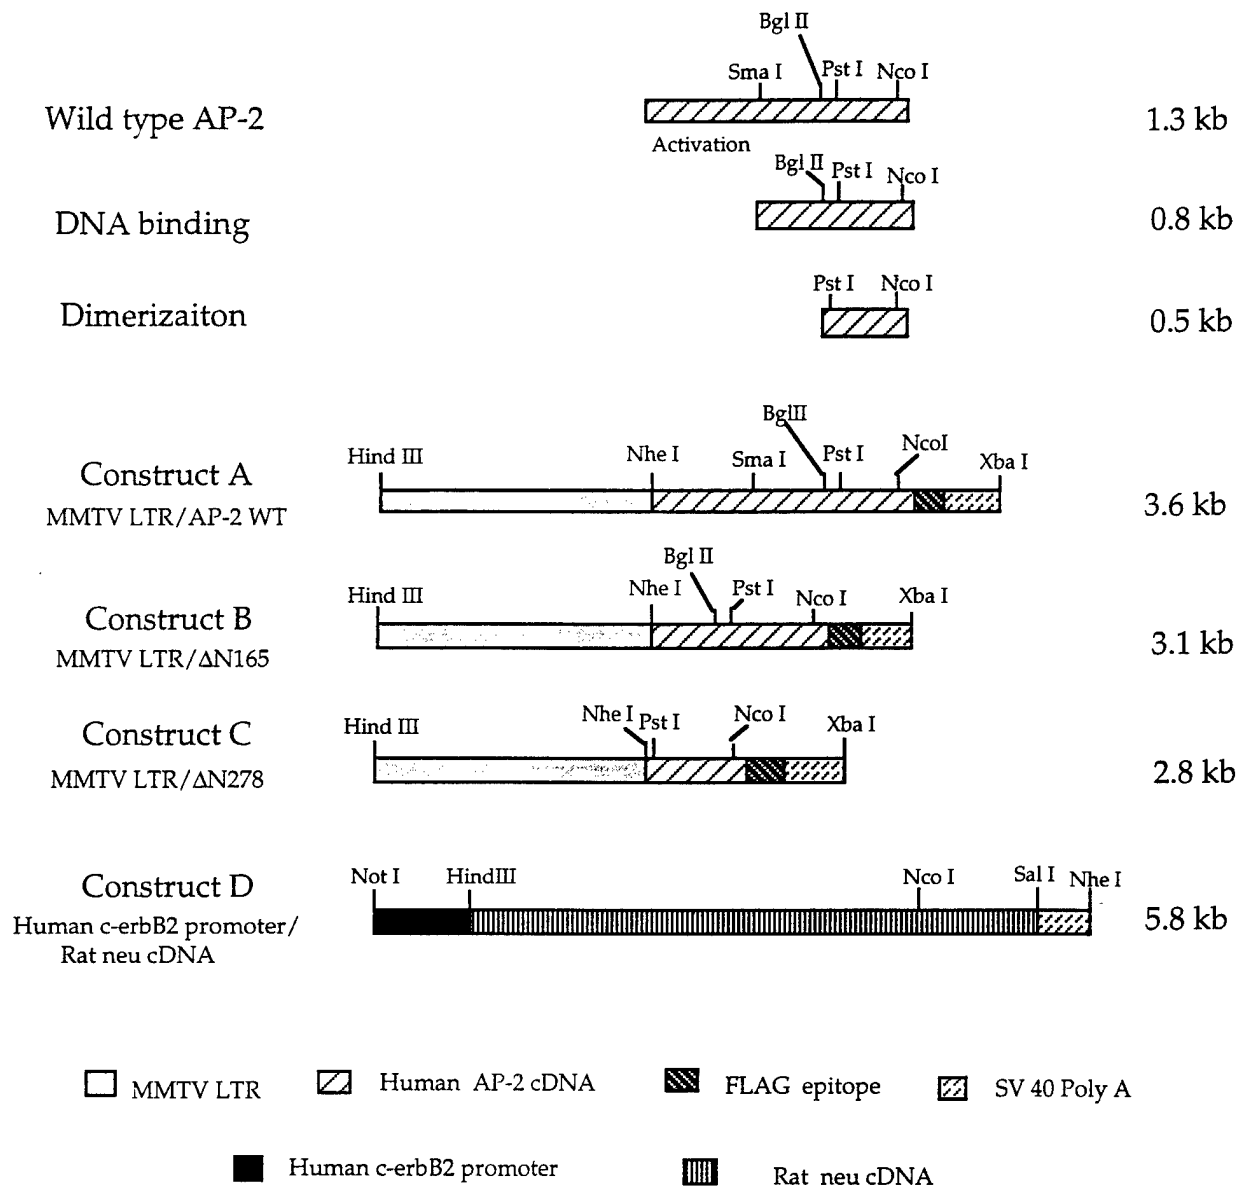 Bgl II
Sma I
Pst I
Nco I
Wild type AP-2
1.3 kb
Activation
Bgl II
Pst I
Nco I
DNA binding
0.8 kb
Pst I
Nco I
Dimerizaiton
0.5 kb
BglII
Hind III
Nhe I
Sma I
Pst I
NcoI
Xba I
Construct A
MMTV LTR/AP-2 WT
3.6 kb
Bgl II
Hind III
Nhe I
Pst I
Nco I
Xba I
Construct B
MMTV LTR/ΔN165
3.1 kb
Hind III
Nhe I
Pst I
Nco I
Xba I
Construct C
MMTV LTR/ΔN278
2.8 kb
Not I
HindIII
Nco I
Sal I
Nhe I
Construct D
Human c-erbB2 promoter/
Rat neu cDNA
5.8 kb
MMTV LTR
Human AP-2 cDNA
FLAG epitope
SV 40 Poly A
Human c-erbB2 promoter
Rat neu cDNA